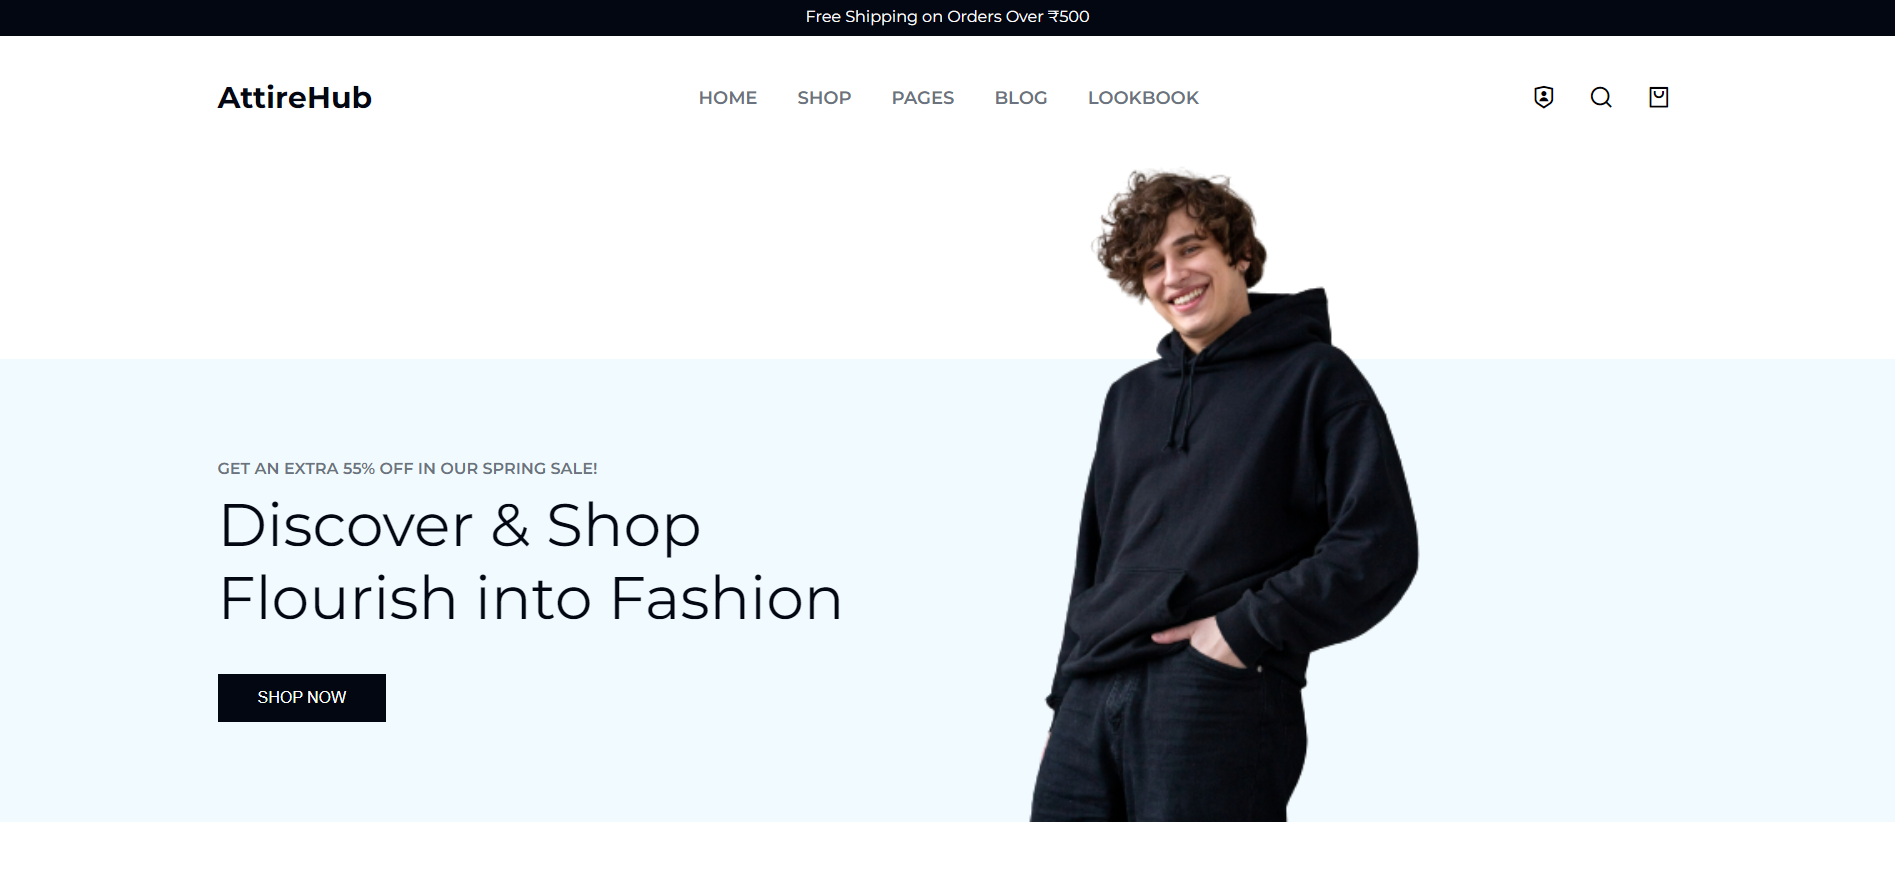 Free Shipping on Orders Over ₹500
AttireHub
HOME SHOP PAGES BLOG LOOKBOOK
GET AN EXTRA 55% OFF IN OUR SPRING SALE!
Discover & Shop
Flourish into Fashion
SHOP NOW